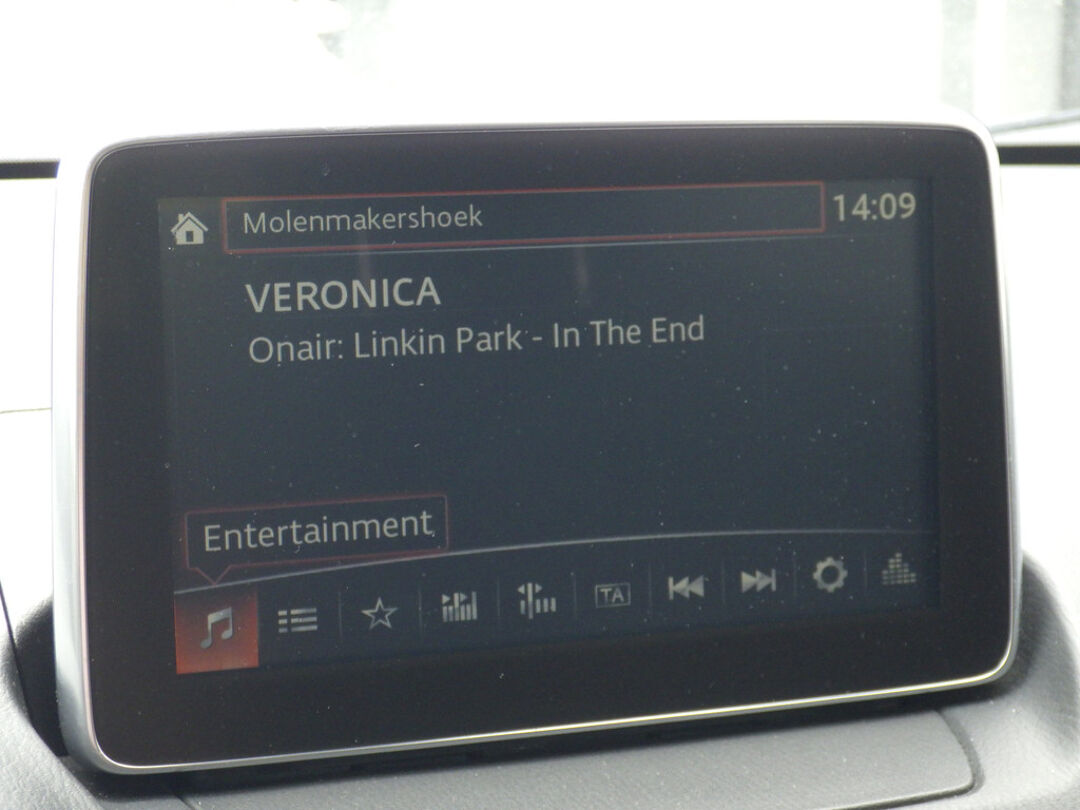 Molenmakershoek
14:09
VERONICA
Onair: Linkin Park - In The End
Entertainment
TA